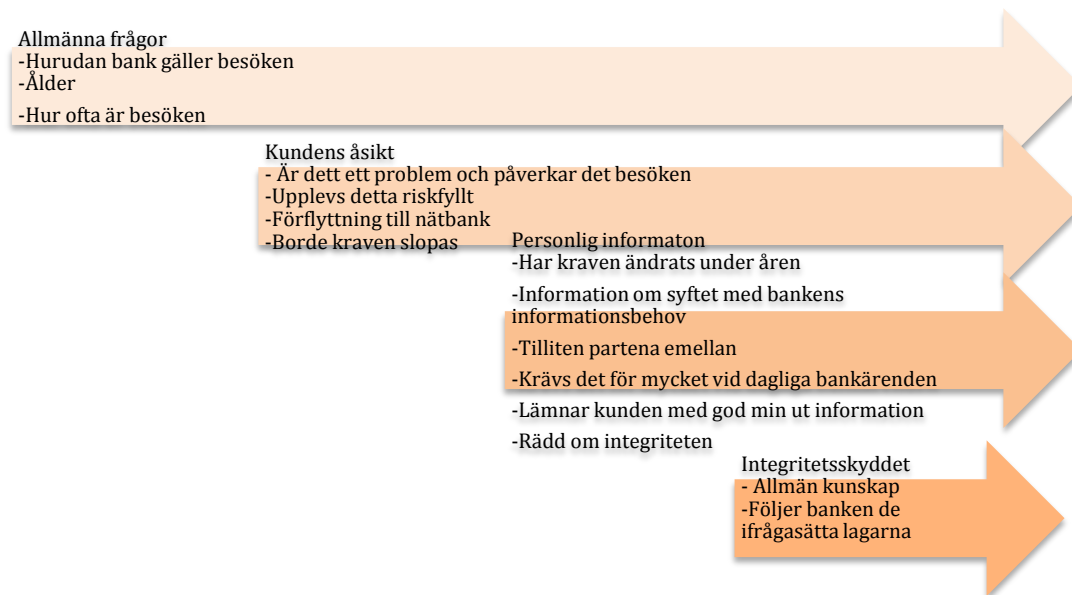 Allmänna frågor
-Hurudan bank gäller besöken
-Ålder
-Hur ofta är besöken
Kundens åsikt
- Är dett ett problem och påverkar det besöken
-Upplevs detta riskfyllt
-Förflyttning till nätbank
-Borde kraven slopas
Personlig informaton
-Har kraven ändrats under åren
-Information om syftet med bankens
informationsbehov
-Tilliten partena emellan
-Krävs det för mycket vid dagliga bankärenden
-Lämnar kunden med god min ut information
-Rädd om integriteten
Integritetsskyddet
- Allmän kunskap
-Följer banken de
ifrågasätta lagarna